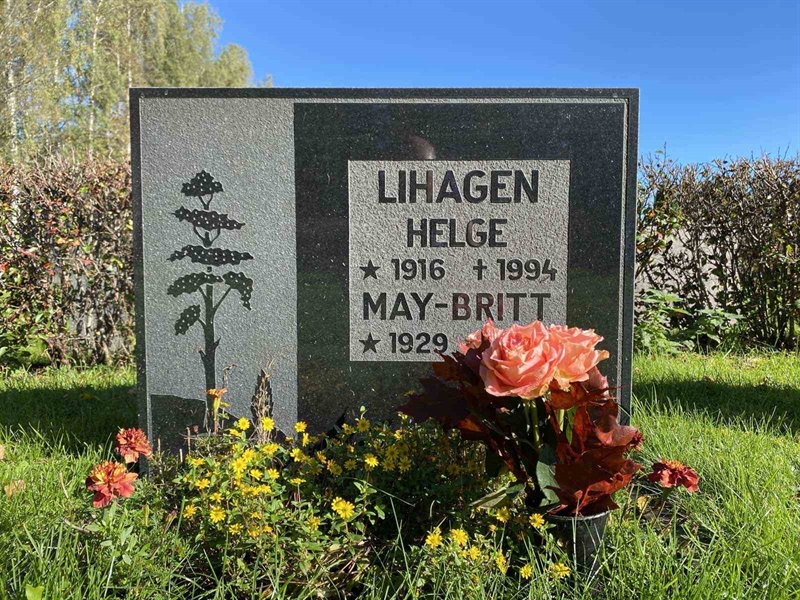 LIHAGEN
HELGE
★ 1916 ✝ 1994
MAY-BRITT
★ 1929